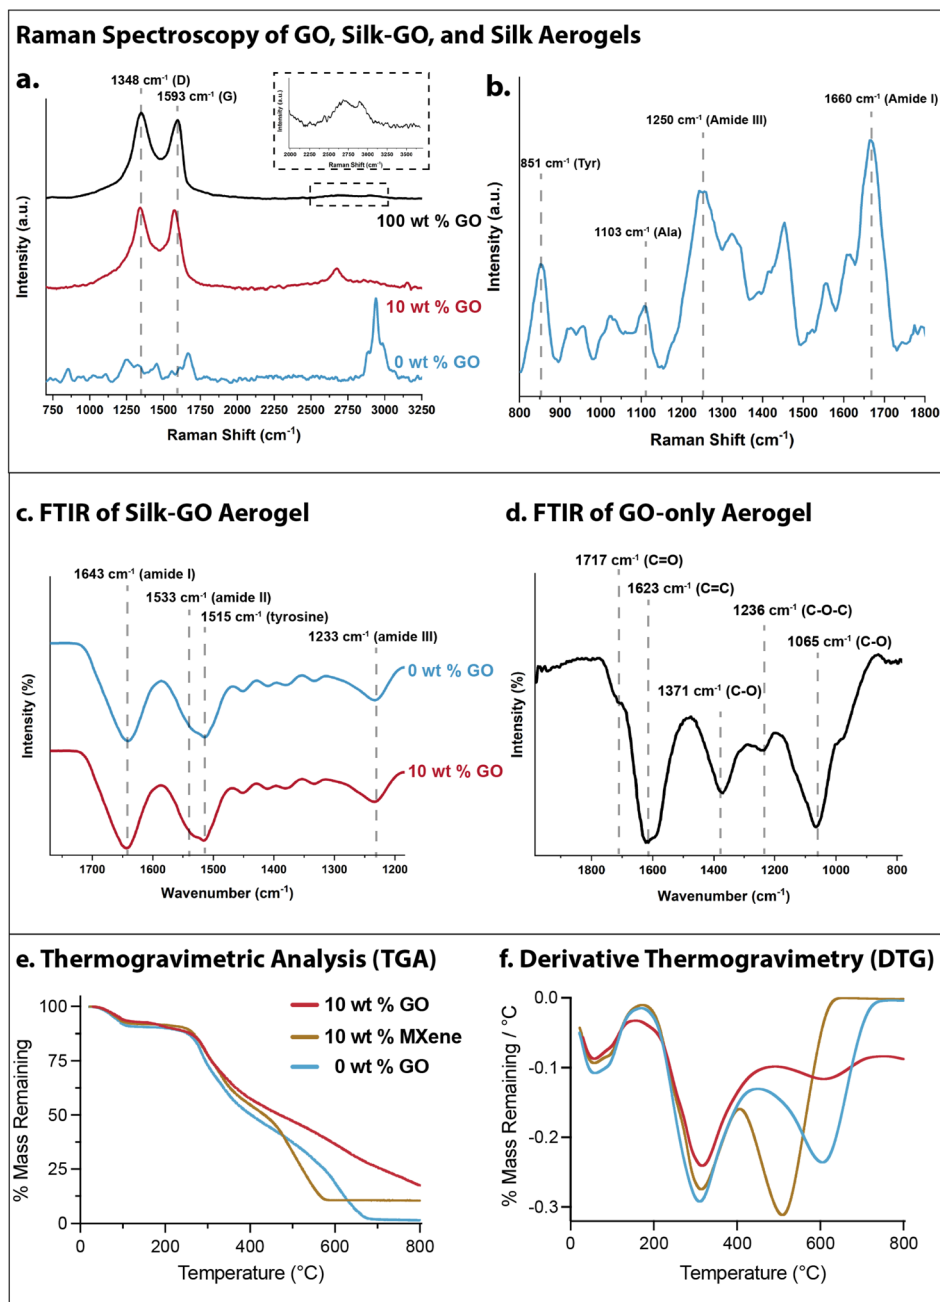 Raman Spectroscopy of GO, Silk-GO, and Silk Aerogels
a.
1348 cm⁻¹ (D)
1593 cm⁻¹ (G)
Intensity (a.u.)
2000 2250 2500 2750 3000 3250 3500
Raman Shift (cm⁻¹)
100 wt % GO
10 wt % GO
0 wt % GO
Intensity (a.u.)
750 1000 1250 1500 1750 2000 2250 2500 2750 3000 3250
Raman Shift (cm⁻¹)
b.
1660 cm⁻¹ (Amide I)
1250 cm⁻¹ (Amide III)
851 cm⁻¹ (Tyr)
1103 cm⁻¹ (Ala)
Intensity (a.u.)
800 900 1000 1100 1200 1300 1400 1500 1600 1700 1800
Raman Shift (cm⁻¹)
c. FTIR of Silk-GO Aerogel
1643 cm⁻¹ (amide I)
1533 cm⁻¹ (amide II)
1515 cm⁻¹ (tyrosine)
1233 cm⁻¹ (amide III)
0 wt % GO
10 wt % GO
Intensity (%)
1700 1600 1500 1400 1300 1200
Wavenumber (cm⁻¹)
d. FTIR of GO-only Aerogel
1717 cm⁻¹ (C=O)
1623 cm⁻¹ (C=C)
1236 cm⁻¹ (C-O-C)
1065 cm⁻¹ (C-O)
1371 cm⁻¹ (C-O)
Intensity (%)
1800 1600 1400 1200 1000 800
Wavenumber (cm⁻¹)
e. Thermogravimetric Analysis (TGA)
10 wt % GO
10 wt % MXene
0 wt % GO
% Mass Remaining
100
75
50
25
0
0 200 400 600 800
Temperature (°C)
f. Derivative Thermogravimetry (DTG)
% Mass Remaining / °C
0.0
-0.1
-0.2
-0.3
0 200 400 600 800
Temperature (°C)